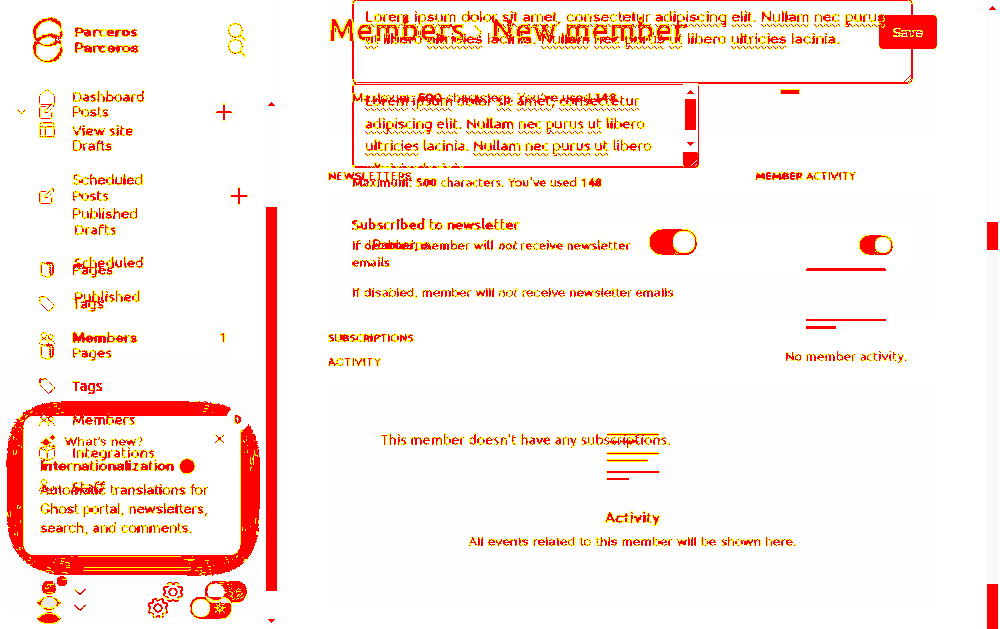 Parceros
Parceros
Dashboard
Posts
View site
Drafts
Scheduled
Posts
Published
Drafts
Scheduled
Pages
Published
Tags
Members 1
Pages
Tags
Members 0
What's new?
Integrations
Internationalization
Staff
Automatic translations for
Ghost portal, newsletters,
search, and comments.
Members New member
Save
Lorem ipsum dolor sit amet, consectetur adipiscing elit. Nullam nec purus
ut libero ultricies lacinia. Nullam nec purus ut libero ultricies lacinia.
Maximum: 500 characters. You've used 148
Lorem ipsum dolor sit amet, consectetur
adipiscing elit. Nullam nec purus ut libero
ultricies lacinia. Nullam nec purus ut libero
NEWSLETTERS
Maximum: 500 characters. You've used 148
MEMBER ACTIVITY
Subscribed to newsletter
If disabled, member will not receive newsletter
emails
If disabled, member will not receive newsletter emails
SUBSCRIPTIONS
ACTIVITY
No member activity.
This member doesn't have any subscriptions.
Activity
All events related to this member will be shown here.